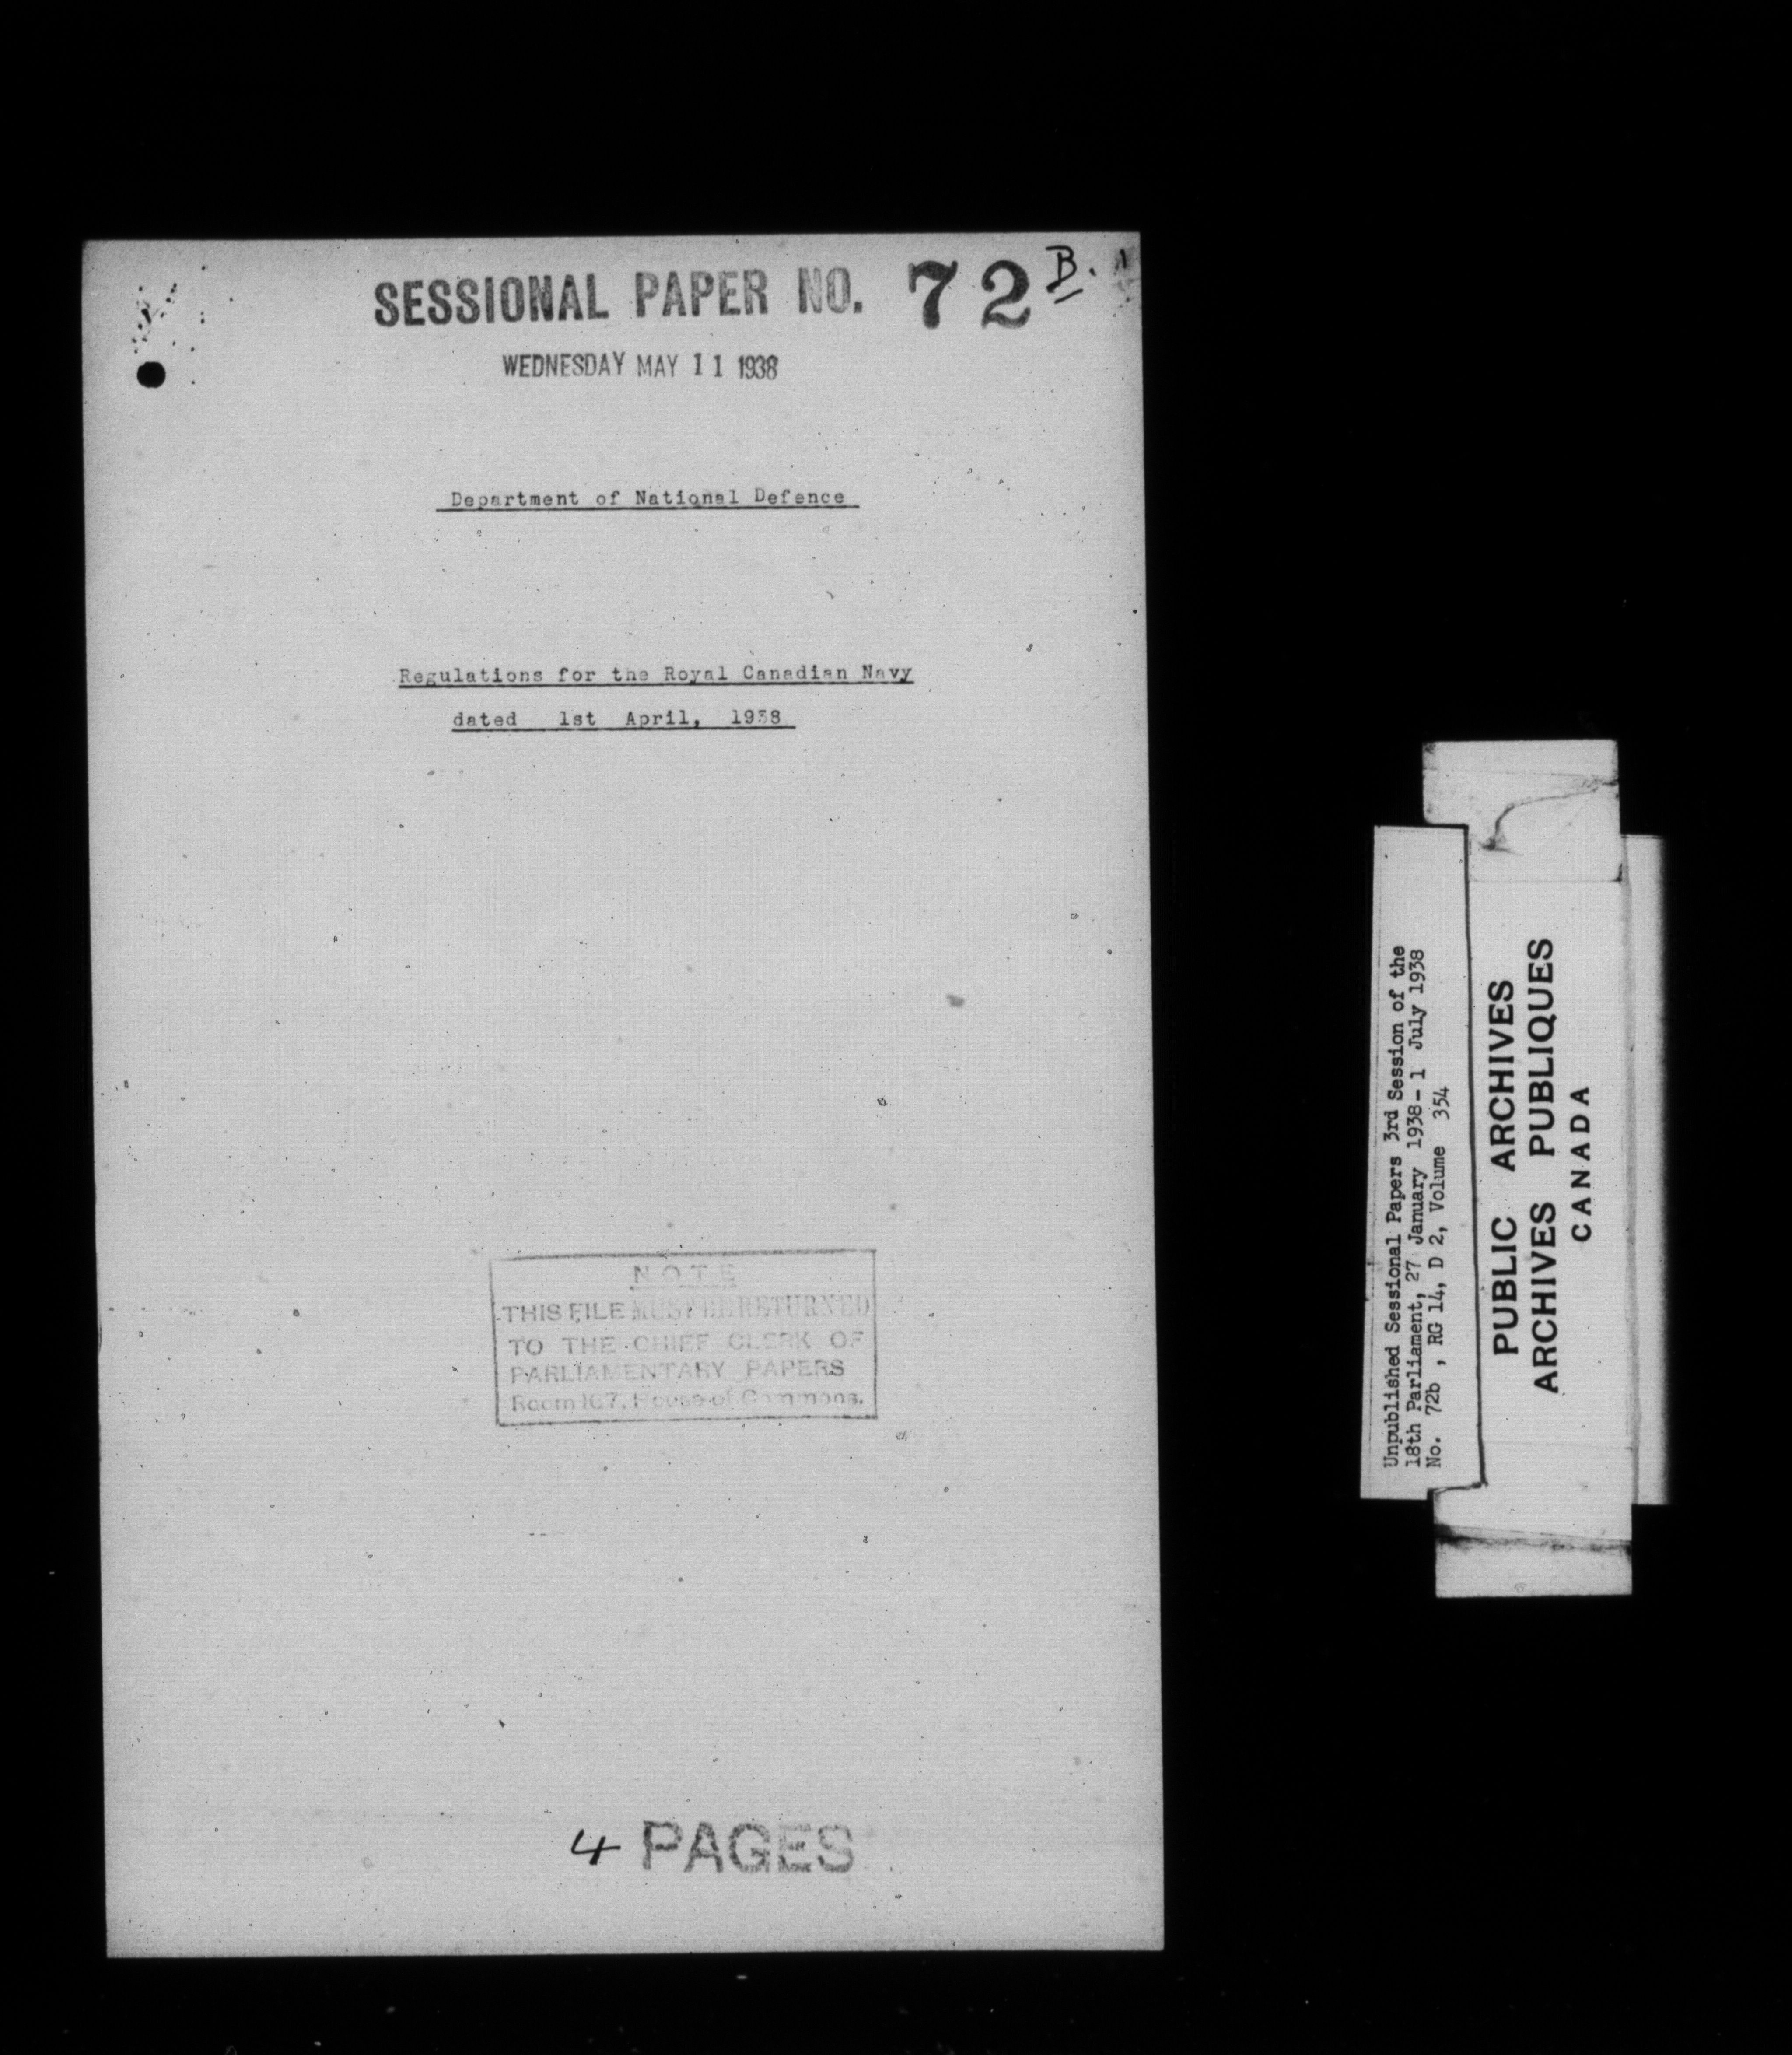 SESSIONAL PAPER NO. 72 B.
WEDNESDAY MAY 11 1938
Department of National Defence
Regulations for the Royal Canadian Navy
dated 1st April, 1938
NOTE
THIS FILE MUST BE RETURNED
TO THE CHIEF CLERK OF
PARLIAMENTARY PAPERS
Room 167, House of Commons.
4 PAGES
Unpublished Sessional Papers 3rd Session of the
18th Parliament, 27 January 1938 - 1 July 1938
No. 72b , RG 14, D 2, Volume 354
PUBLIC ARCHIVES
ARCHIVES PUBLIQUES
CANADA